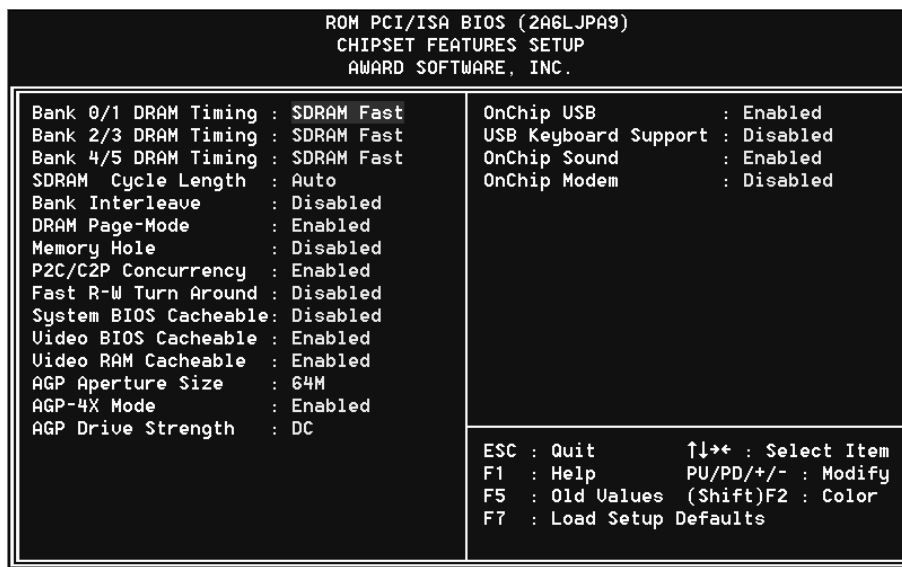 ROM PCI/ISA BIOS (2A6LJPA9)
CHIPSET FEATURES SETUP
AWARD SOFTWARE, INC.
Bank 0/1 DRAM Timing : SDRAM Fast
Bank 2/3 DRAM Timing : SDRAM Fast
Bank 4/5 DRAM Timing : SDRAM Fast
SDRAM  Cycle Length  : Auto
Bank Interleave      : Disabled
DRAM Page-Mode       : Enabled
Memory Hole          : Disabled
P2C/C2P Concurrency  : Enabled
Fast R-W Turn Around : Disabled
System BIOS Cacheable: Disabled
Video BIOS Cacheable : Enabled
Video RAM Cacheable  : Enabled
AGP Aperture Size    : 64M
AGP-4X Mode          : Enabled
AGP Drive Strength   : DC
OnChip USB           : Enabled
USB Keyboard Support : Disabled
OnChip Sound         : Enabled
OnChip Modem         : Disabled
ESC : Quit       ↑↓→← : Select Item
F1  : Help       PU/PD/+/- : Modify
F5  : Old Values  (Shift)F2 : Color
F7  : Load Setup Defaults